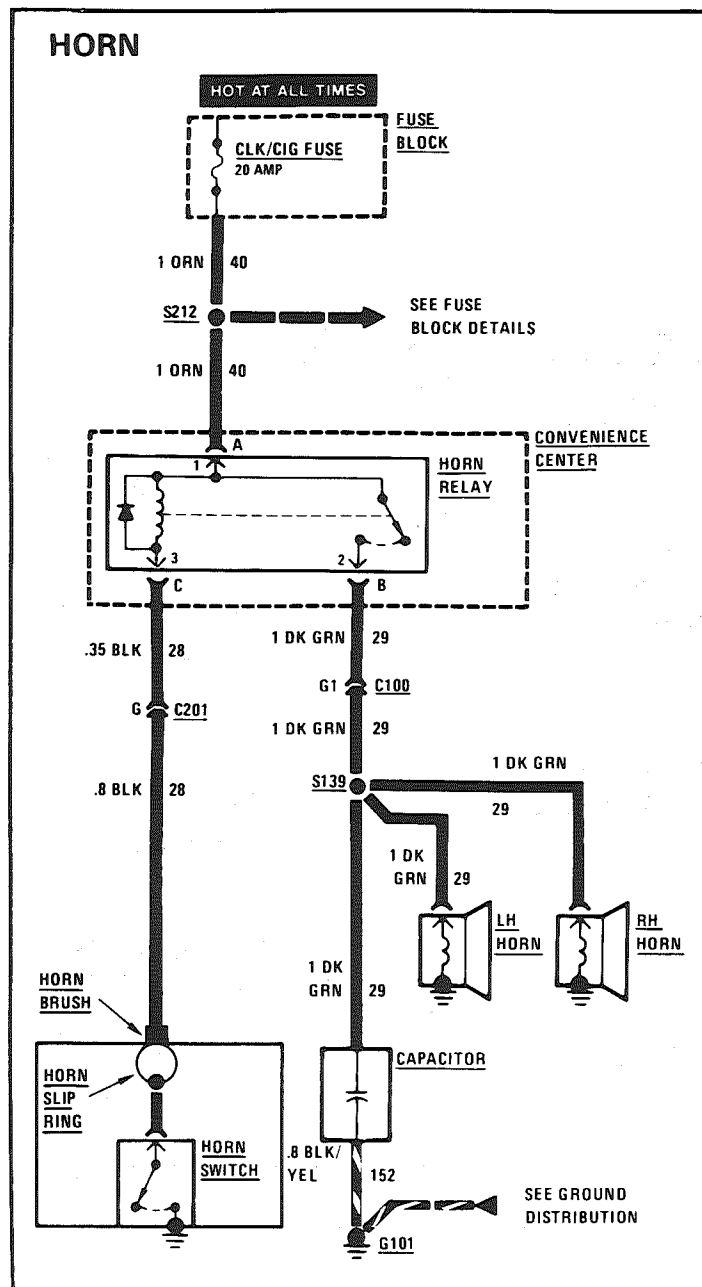 HORN
HOT AT ALL TIMES
FUSE
BLOCK
CLK/CIG FUSE
20 AMP
1 ORN 40
S212
SEE FUSE
BLOCK DETAILS
1 ORN 40
CONVENIENCE
CENTER
A
1
HORN
RELAY
3
2
C
B
.35 BLK 28
1 DK GRN 29
G1 C100
G C201
1 DK GRN 29
1 DK GRN
29
S139
.8 BLK 28
1 DK
GRN 29
LH
HORN
RH
HORN
1 DK
GRN 29
HORN
BRUSH
CAPACITOR
HORN
SLIP
RING
HORN
SWITCH
.8 BLK/
YEL 152
SEE GROUND
DISTRIBUTION
G101